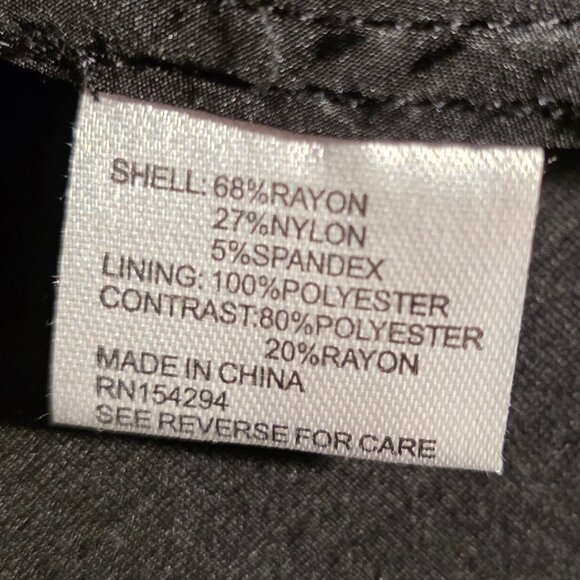 SHELL: 68%RAYON
27%NYLON
5%SPANDEX
LINING: 100%POLYESTER
CONTRAST:80%POLYESTER
20%RAYON
MADE IN CHINA
RN154294
SEE REVERSE FOR CARE